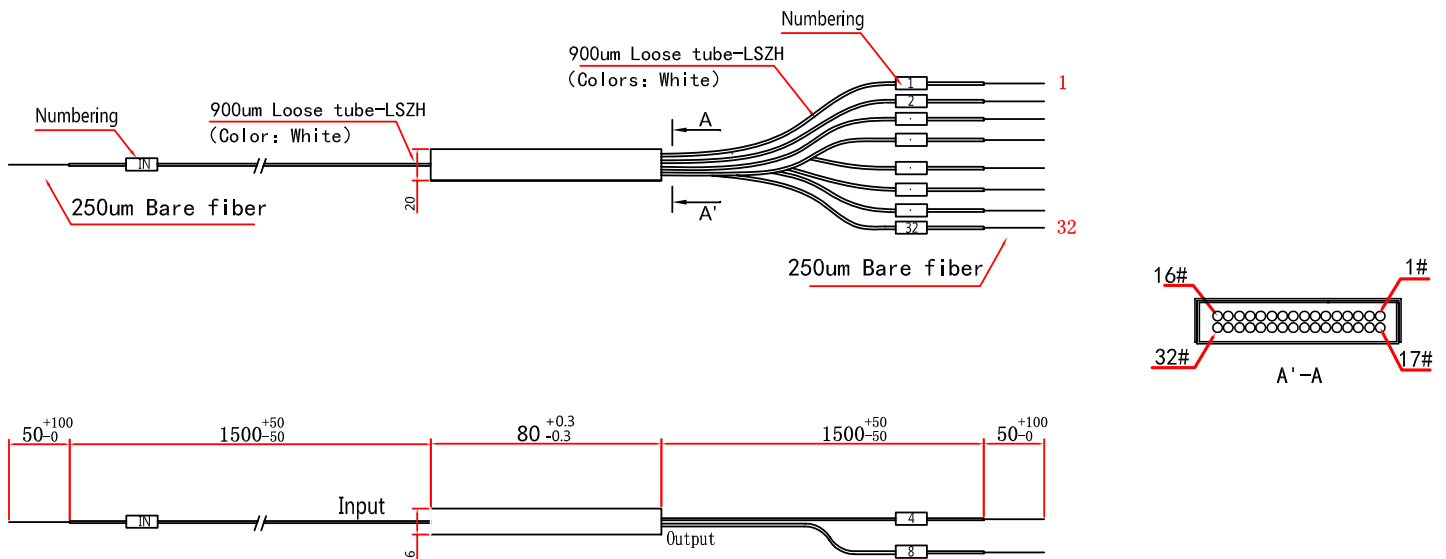 Numbering
900um Loose tube-LSZH
(Colors: White)
1
1
2
Numbering
900um Loose tube-LSZH
(Color: White)
A
IN
20
A'
32
32
250um Bare fiber
250um Bare fiber
16#
1#
32#
17#
A'-A
50 +100 -0
1500 +50 -50
80 +0.3 -0.3
1500 +50 -50
50 +100 -0
Input
IN
4
6
Output
8